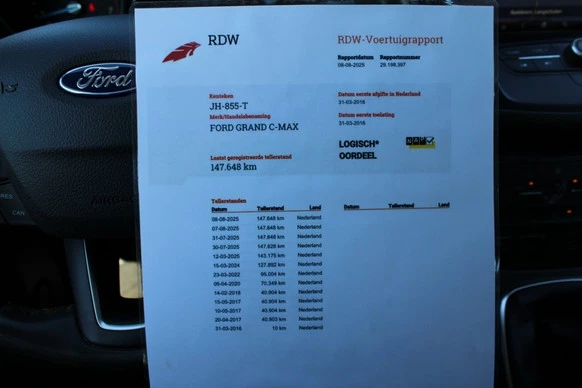 Ford
CAN
RDW
RDW-Voertuigrapport
Rapportdatum Rapportnummer
08-08-2025 29.198.397
Kenteken
JH-855-T
Merk/Handelsbenaming
FORD GRAND C-MAX
Datum eerste afgifte in Nederland
31-03-2016
Datum eerste toelating
31-03-2016
LOGISCH*
OORDEEL
NAP
Laatst geregistreerde tellerstand
147.648 km
Tellerstanden
Datum Tellerstand Land
08-08-2025 147.648 km Nederland
07-08-2025 147.648 km Nederland
31-07-2025 147.648 km Nederland
30-07-2025 147.628 km Nederland
12-03-2025 143.175 km Nederland
15-03-2024 127.892 km Nederland
23-03-2022 95.004 km Nederland
09-04-2020 70.349 km Nederland
14-02-2018 40.904 km Nederland
15-05-2017 40.904 km Nederland
10-05-2017 40.904 km Nederland
20-04-2017 40.903 km Nederland
31-03-2016 10 km Nederland
Datum Tellerstand Land